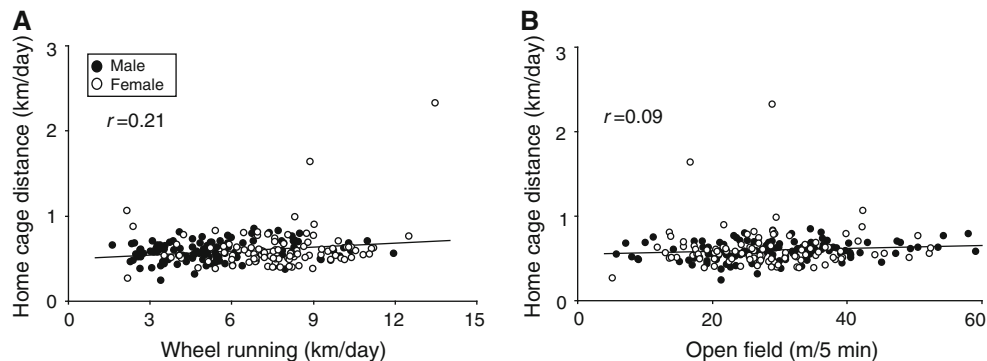 A
Home cage distance (km/day)
3
2
1
0
Male
Female
r=0.21
0 3 6 9 12 15
Wheel running (km/day)
B
Home cage distance (km/day)
3
2
1
0
r=0.09
0 20 40 60
Open field (m/5 min)